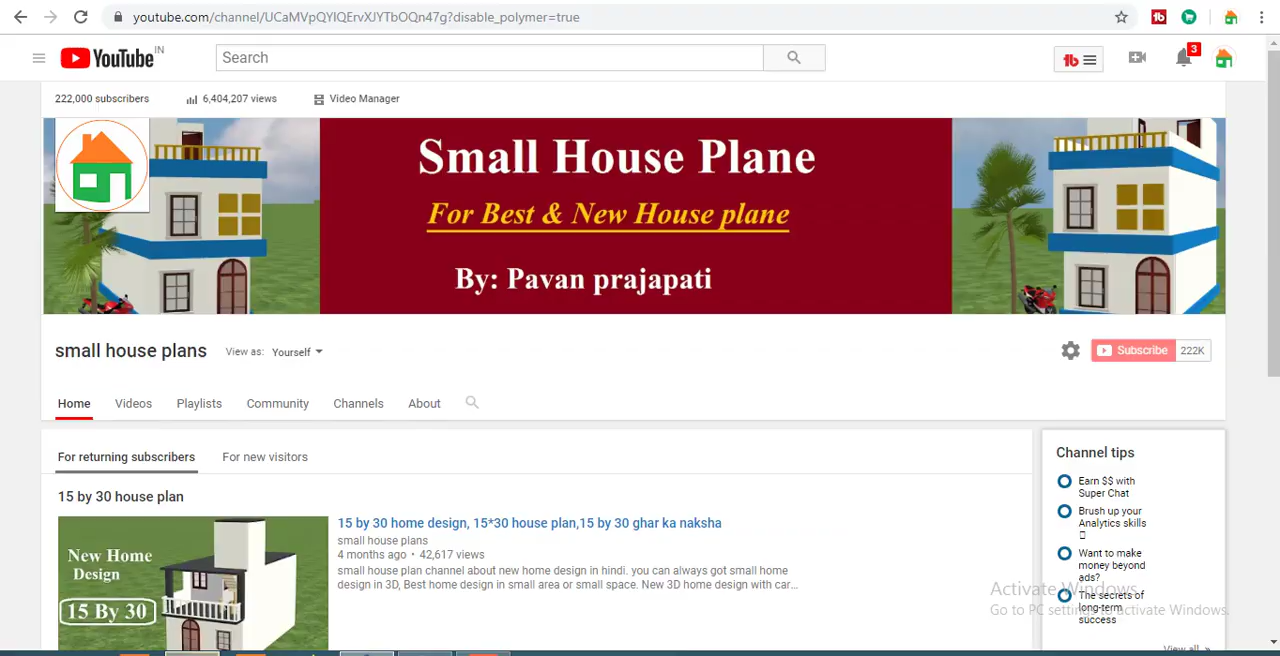 youtube.com/channel/UCaMVpQYIQErvXJYTbOQn47g?disable_polymer=true
YouTube IN
Search
3
222,000 subscribers
6,404,207 views
Video Manager
Small House Plane
For Best & New House plane
By: Pavan prajapati
small house plans
View as: Yourself
Subscribe 222K
Home Videos Playlists Community Channels About
For returning subscribers
For new visitors
15 by 30 house plan
New Home
Design
15 By 30
15 by 30 home design, 15*30 house plan,15 by 30 ghar ka naksha
small house plans
4 months ago • 42,617 views
small house plan channel about new home design in hindi. you can always got small home
design in 3D, Best home design in small area or small space. New 3D home design with car...
Channel tips
Earn $$ with
Super Chat
Brush up your
Analytics skills
Want to make
money beyond
ads?
The secrets of
long-term
success
View all »
Activate Windows
Go to PC settings to activate Windows.